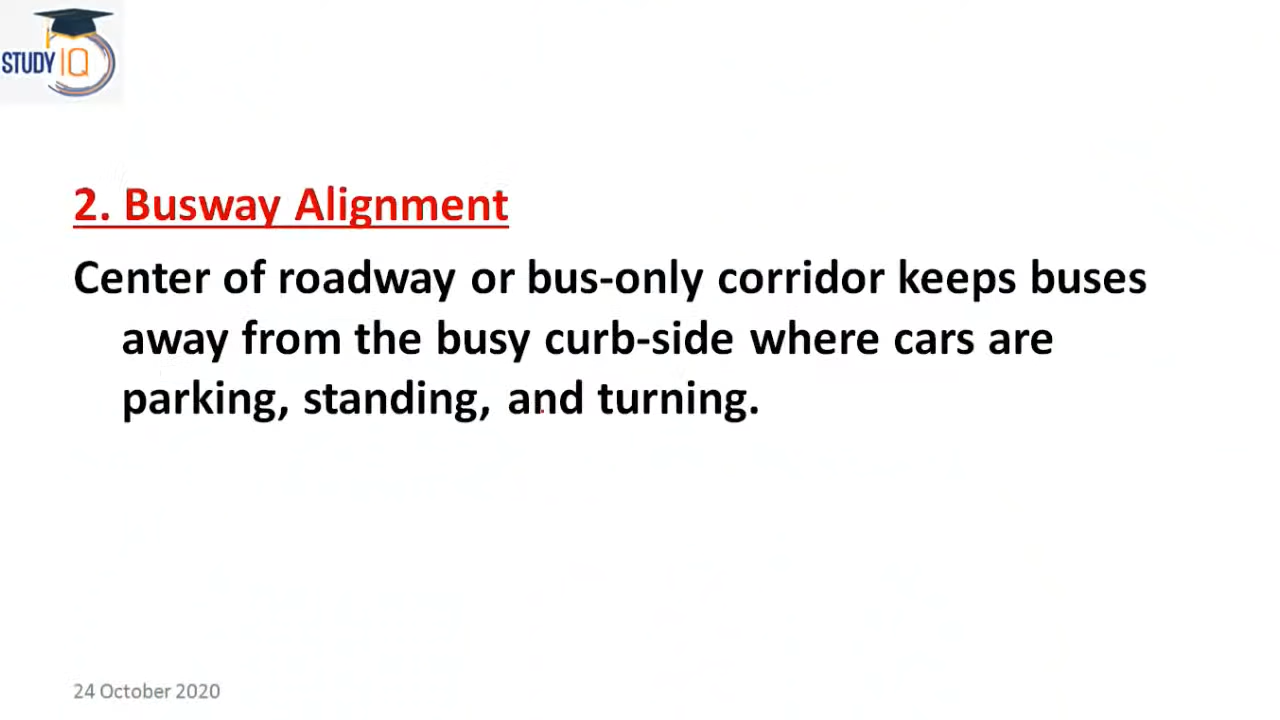 STUDY IQ
2. Busway Alignment
Center of roadway or bus-only corridor keeps buses
away from the busy curb-side where cars are
parking, standing, and turning.
24 October 2020